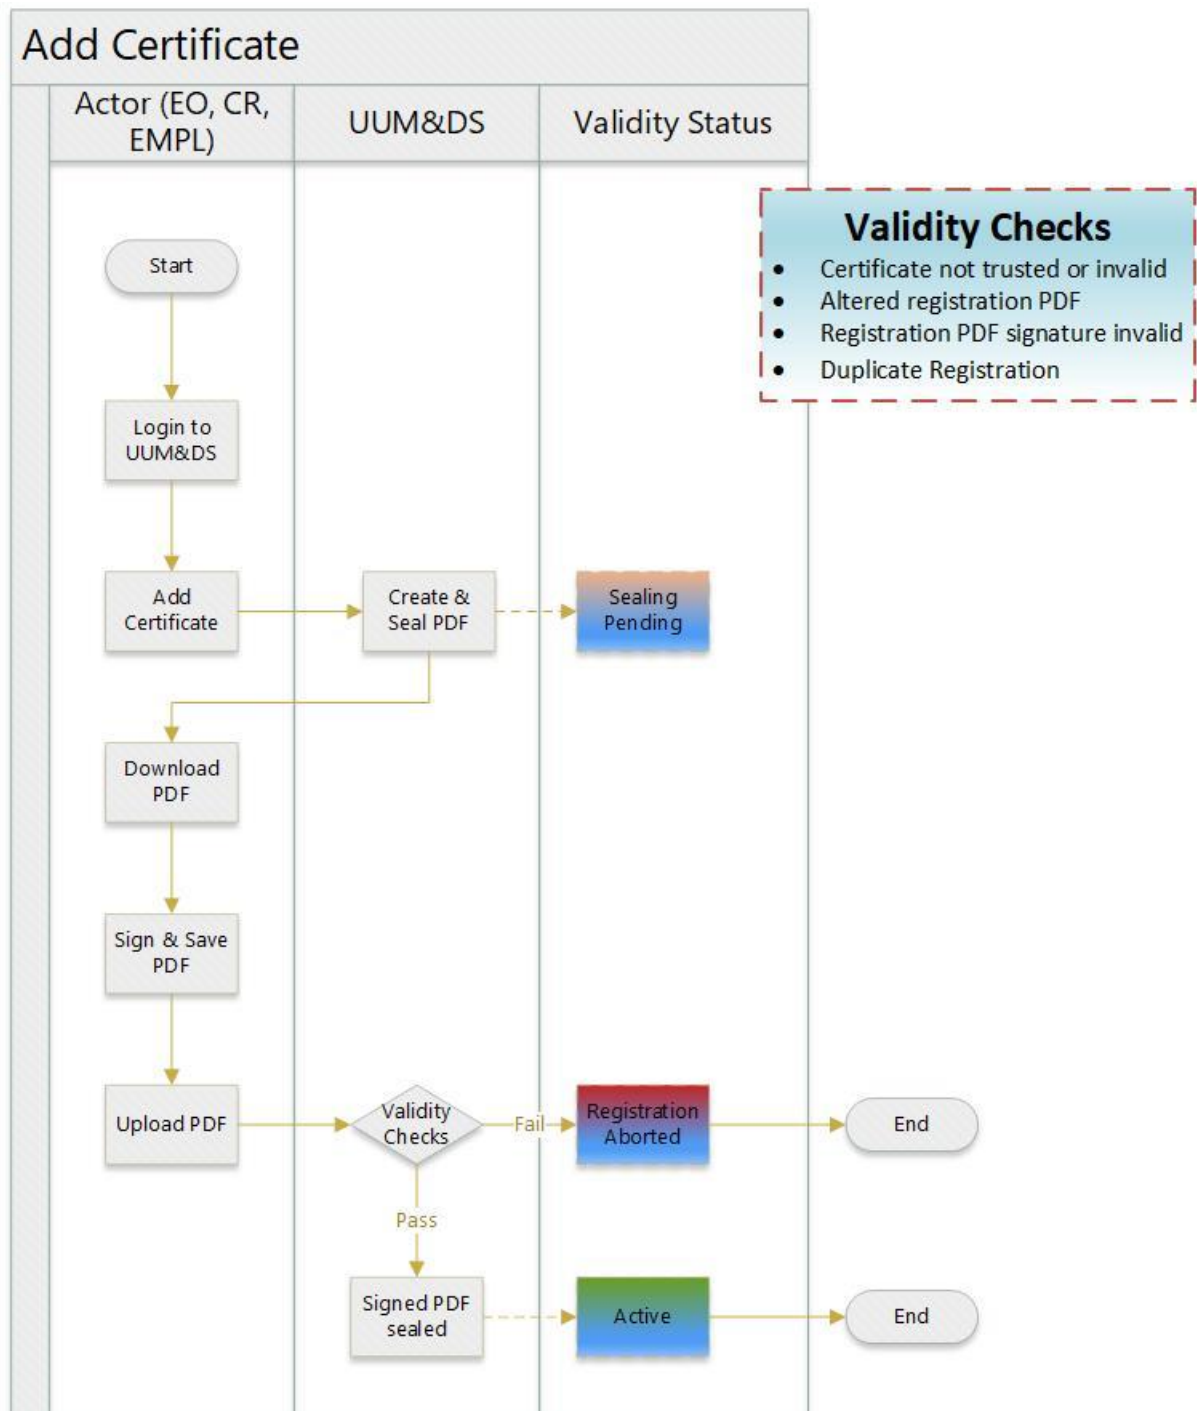 Add Certificate
Actor (EO, CR,
EMPL)
UUM&DS
Validity Status
Validity Checks
• Certificate not trusted or invalid
• Altered registration PDF
• Registration PDF signature invalid
• Duplicate Registration
Start
Login to
UUM&DS
Add
Certificate
Create &
Seal PDF
Sealing
Pending
Download
PDF
Sign & Save
PDF
Upload PDF
Validity
Checks
Fail
Registration
Aborted
End
Pass
Signed PDF
sealed
Active
End